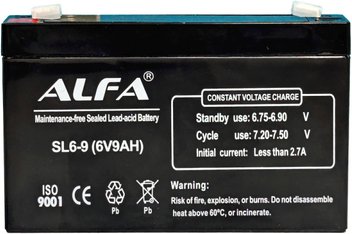 ALFA®
Maintenance-free Sealed Lead-acid Battery
SL6-9 (6V9AH)
CONSTANT VOLTAGE CHARGE
Standby use: 6.75-6.90 V
Cycle use: 7.20-7.50 V
Initial current: Less than 2.7A
ISO
9001
Pb
Pb
WARNING
Risk of fire, explosion, or burns. Do not disassemble
heat above 60°C, or incinerate.